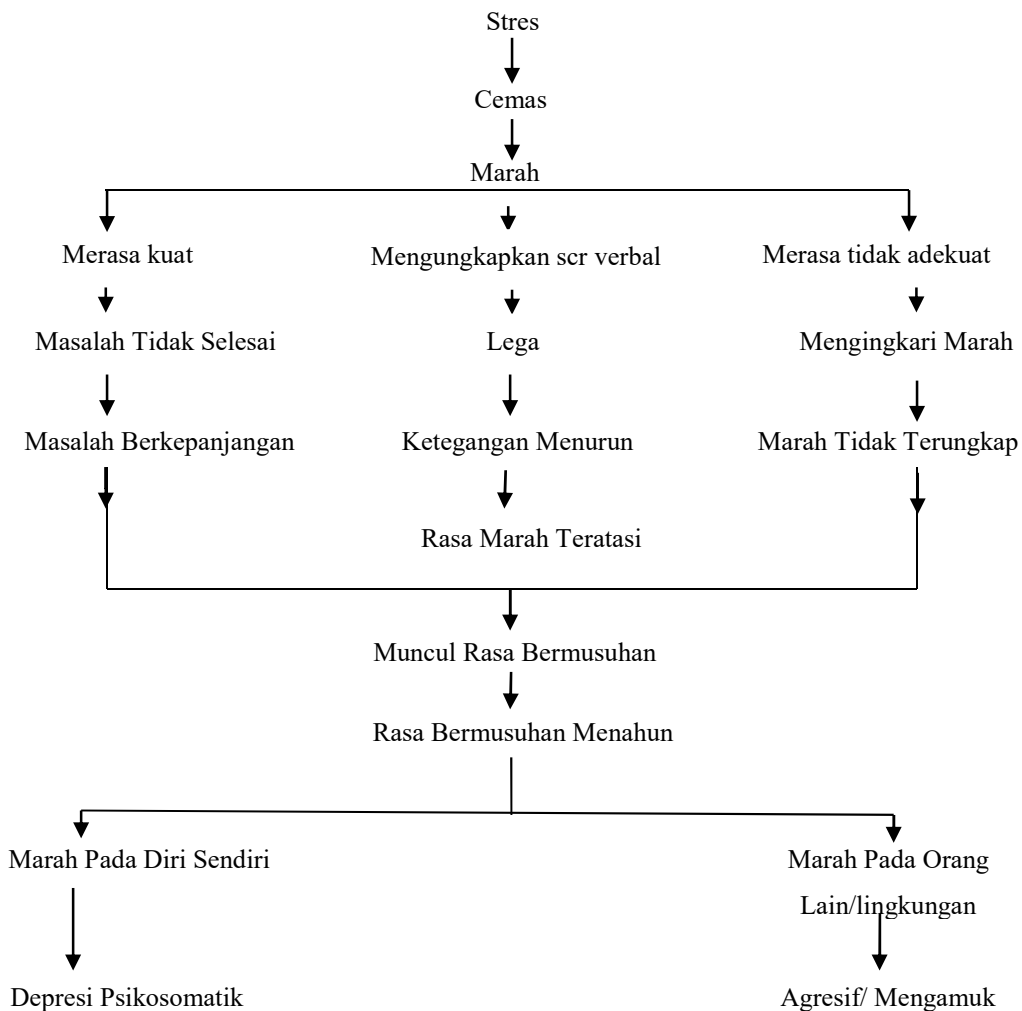 Stres
Cemas
Marah
Merasa kuat
Mengungkapkan scr verbal
Merasa tidak adekuat
Masalah Tidak Selesai
Lega
Mengingkari Marah
Masalah Berkepanjangan
Ketegangan Menurun
Marah Tidak Terungkap
Rasa Marah Teratasi
Muncul Rasa Bermusuhan
Rasa Bermusuhan Menahun
Marah Pada Diri Sendiri
Marah Pada Orang
Lain/lingkungan
Depresi Psikosomatik
Agresif/ Mengamuk